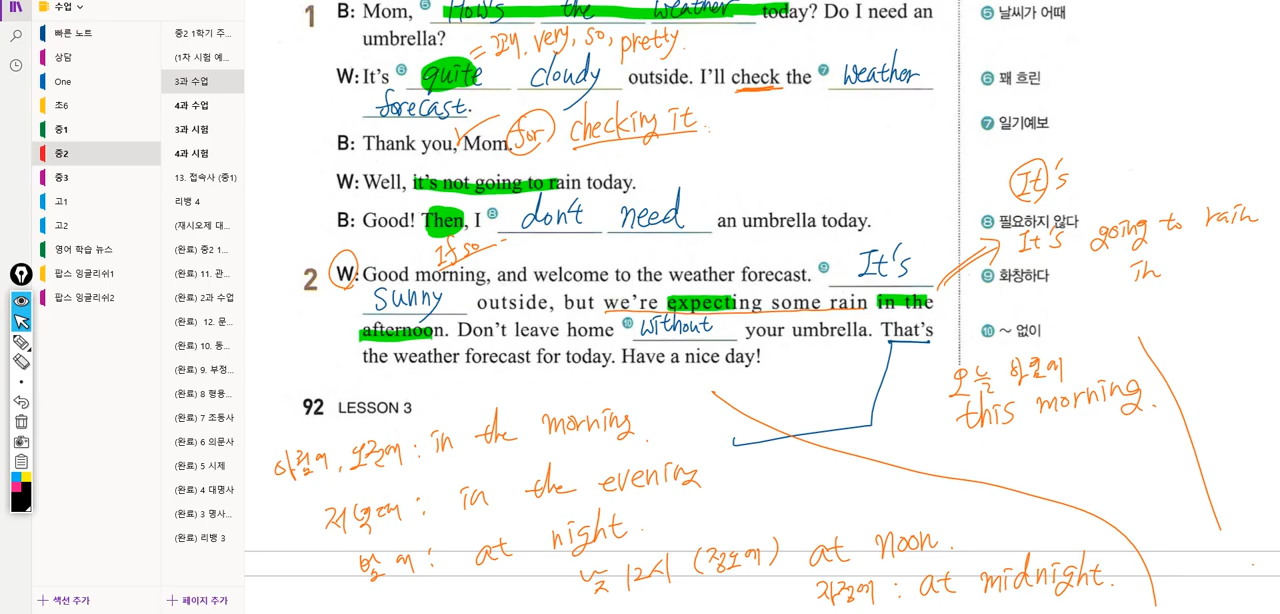 수업
빠른 노트
상담
One
초6
중1
중2
중3
고1
고2
영어 학습 뉴스
팝스 잉글리쉬1
팝스 잉글리쉬2
섹션 추가
중2 1학기 주...
(1차 시험 예...
3과 수업
4과 수업
3과 시험
4과 시험
13. 접속사 (중1)
리뱅 4
(재시오제 대...
(완료) 중2 1...
(완료) 11. 관...
(완료) 2과 수업
(완료) 12. 문...
(완료) 10. 동...
(완료) 9. 부정...
(완료) 8 형용...
(완료) 7 조동사
(완료) 6 의문사
(완료) 5 시제
(완료) 4 대명사
(완료) 3 명사...
(완료) 리뱅 3
페이지 추가
1 B: Mom, ⑤ How's the weather today? Do I need an
umbrella?
= 꽤, very, so, pretty.
W: It's ⑥ quite cloudy outside. I'll check the ⑦ weather
forecast.
B: Thank you, Mom. for checking it.
W: Well, it's not going to rain today.
B: Good! Then, I ⑧ don't need an umbrella today.
If so
2 W: Good morning, and welcome to the weather forecast. ⑨ It's
sunny outside, but we're expecting some rain in the
afternoon. Don't leave home ⑩ without your umbrella. That's
the weather forecast for today. Have a nice day!
92 LESSON 3
⑤ 날씨가 어때
⑥ 꽤 흐린
⑦ 일기예보
It's
⑧ 필요하지 않다
It's going to rain
in
⑨ 화창하다
⑩ ~ 없이
오늘 아침에
this morning.
아침에, 오전에 : in the morning.
저녁에 : in the evening
밤에 : at night.
낮 12시 (정오에) at noon.
자정에 : at midnight.